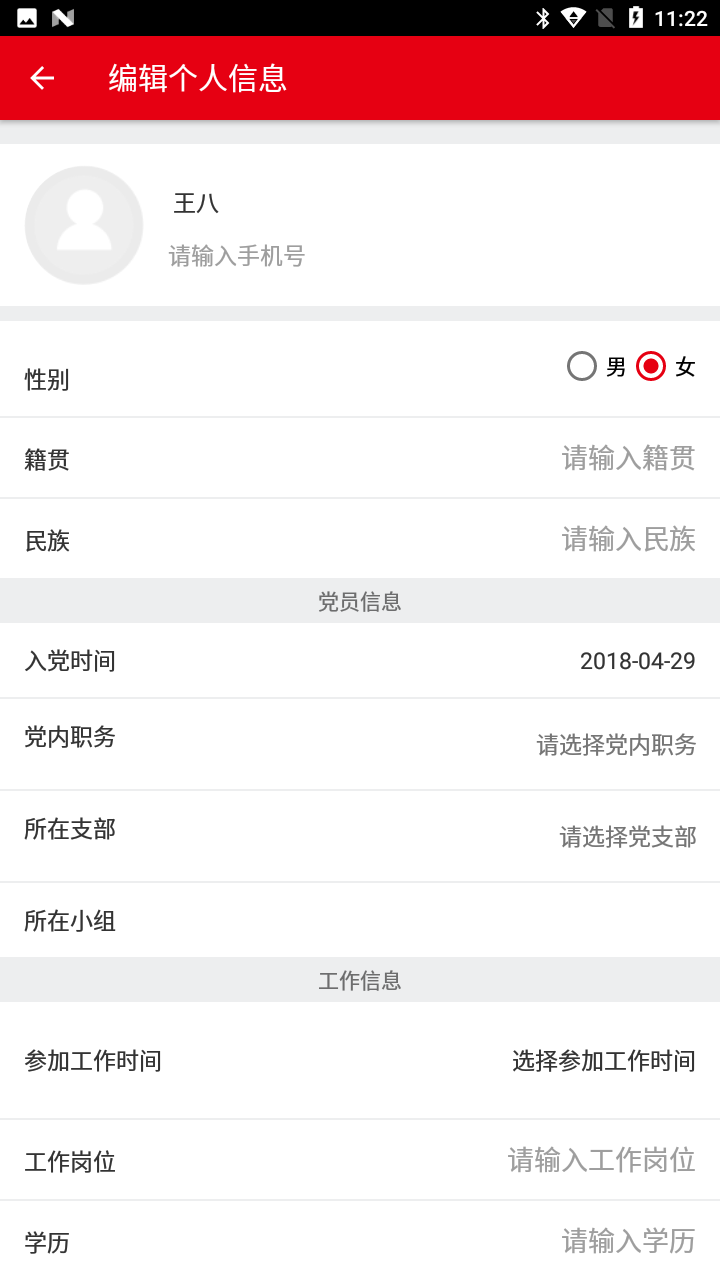 11:22
编辑个人信息
王八
请输入手机号
性别 男 女
籍贯 请输入籍贯
民族 请输入民族
党员信息
入党时间 2018-04-29
党内职务 请选择党内职务
所在支部 请选择党支部
所在小组
工作信息
参加工作时间 选择参加工作时间
工作岗位 请输入工作岗位
学历 请输入学历